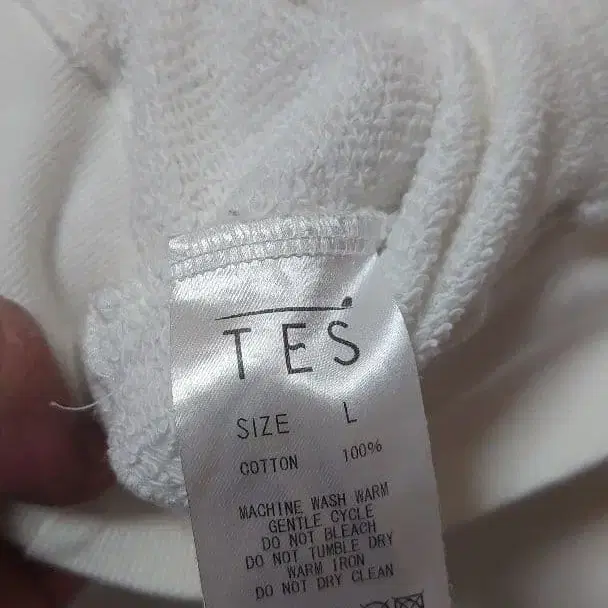 TES
SIZE L
COTTON 100%
MACHINE WASH WARM
GENTLE CYCLE
DO NOT BLEACH
DO NOT TUMBLE DRY
WARM IRON
DO NOT DRY CLEAN